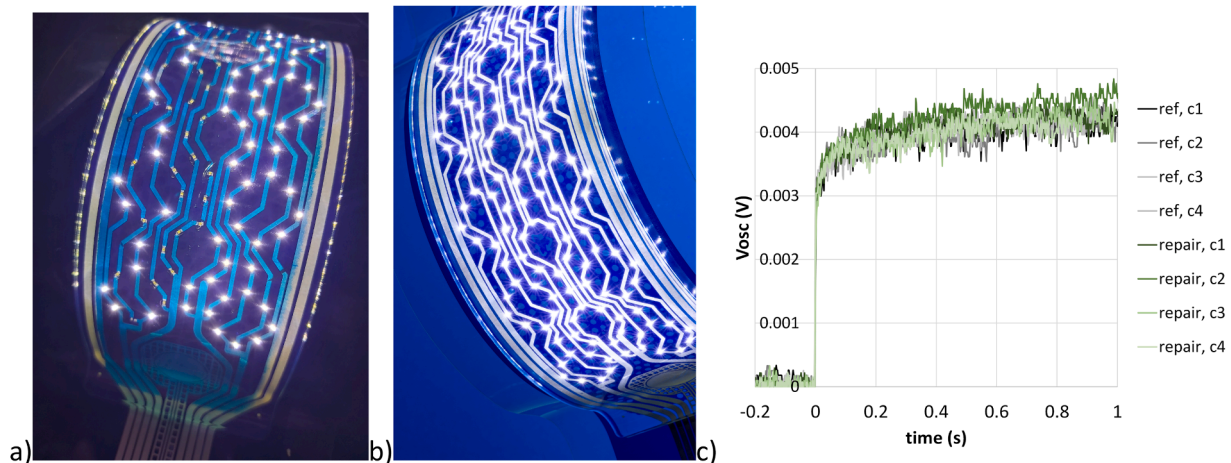 a)
b)
c)
Vosc (V)
0.005
0.004
0.003
0.002
0.001
0
-0.2 0 0.2 0.4 0.6 0.8 1
time (s)
ref, c1
ref, c2
ref, c3
ref, c4
repair, c1
repair, c2
repair, c3
repair, c4